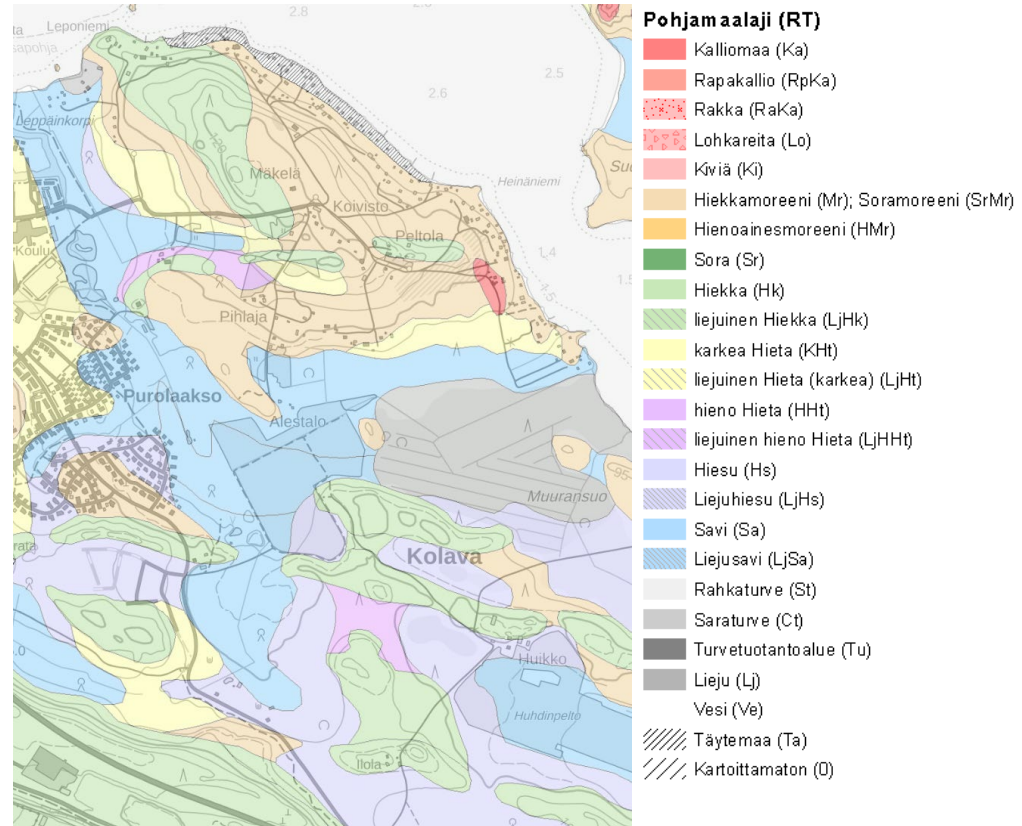 Leponiemi
2.8
sapohja
2.5
2.6
Leppäinkorpi
Heinäniemi
Mäkelä
Koivisto
Koulu
Peltola
1.4
1.5
Pihlaja
Purolaakso
Alestalo
95
Muuransuo
Kolava
Huikko
Huhdinpelto
Ilola
Pohjamaalaji (RT)
Kalliomaa (Ka)
Rapakallio (RpKa)
Rakka (RaKa)
Lohkareita (Lo)
Kiviä (Ki)
Hiekkamoreeni (Mr); Soramoreeni (SrMr)
Hienoainesmoreeni (HMr)
Sora (Sr)
Hiekka (Hk)
liejuinen Hiekka (LjHk)
karkea Hieta (KHt)
liejuinen Hieta (karkea) (LjHt)
hieno Hieta (HHt)
liejuinen hieno Hieta (LjHHt)
Hiesu (Hs)
Liejuhiesu (LjHs)
Savi (Sa)
Liejusavi (LjSa)
Rahkaturve (St)
Saraturve (Ct)
Turvetuotantoalue (Tu)
Lieju (Lj)
Vesi (Ve)
Täytemaa (Ta)
Kartoittamaton (0)